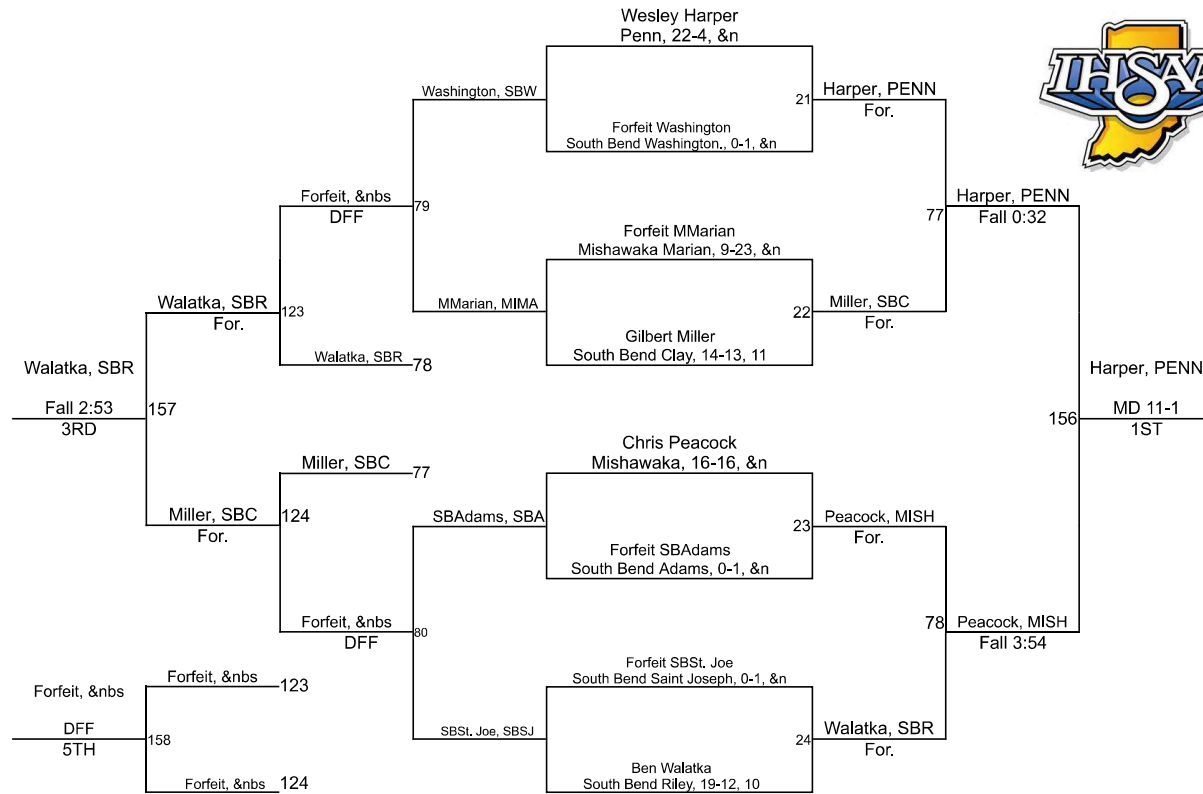 Wesley Harper
Penn, 22-4, &n
IHSAA
Washington, SBW
21
Harper, PENN
For.
Forfeit Washington
South Bend Washington., 0-1, &n
Forfeit, &nbs
DFF
79
77
Harper, PENN
Fall 0:32
Forfeit MMarian
Mishawaka Marian, 9-23, &n
Walatka, SBR
For.
123
MMarian, MIMA
22
Miller, SBC
For.
Walatka, SBR
78
Gilbert Miller
South Bend Clay, 14-13, 11
Walatka, SBR
Fall 2:53
3RD
157
Harper, PENN
156
MD 11-1
1ST
Chris Peacock
Mishawaka, 16-16, &n
Miller, SBC
77
Miller, SBC
For.
124
SBAdams, SBA
23
Peacock, MISH
For.
Forfeit SBAdams
South Bend Adams, 0-1, &n
Forfeit, &nbs
DFF
80
78
Peacock, MISH
Fall 3:54
Forfeit SBSt. Joe
South Bend Saint Joseph, 0-1, &n
Forfeit, &nbs
123
Forfeit, &nbs
DFF
5TH
158
SBSt. Joe, SBSJ
24
Walatka, SBR
For.
Forfeit, &nbs
124
Ben Walatka
South Bend Riley, 19-12, 10